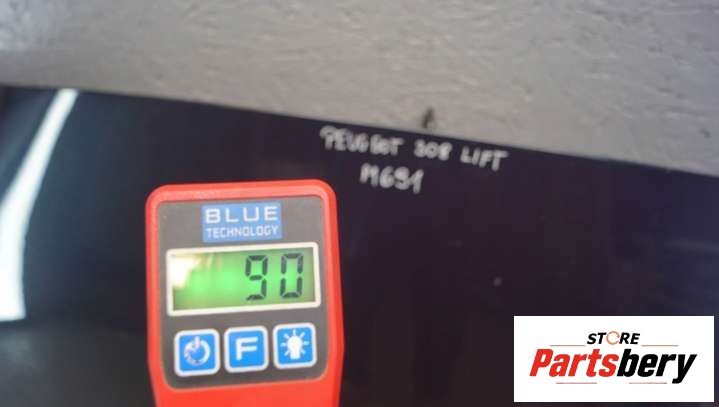 PEUGEOT 308 LIFT
M691
BLUE
TECHNOLOGY
90
F
STORE
Partsbery